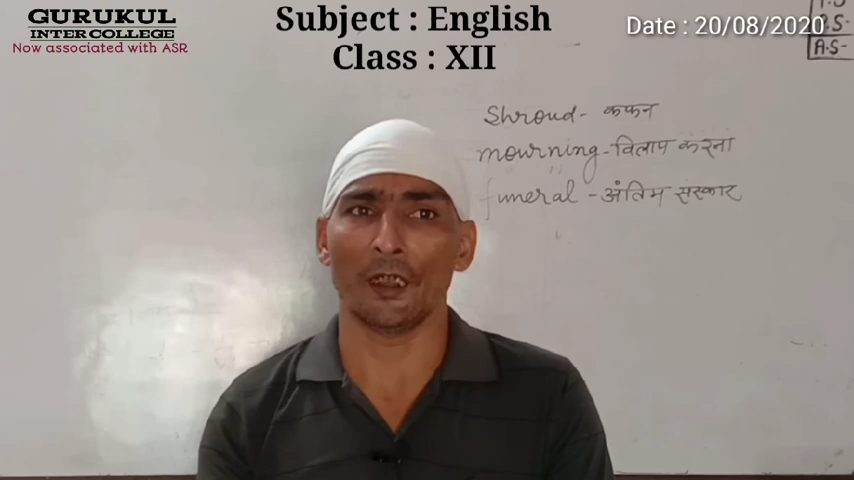 GURUKUL
INTER COLLEGE
Now associated with ASR
Subject : English
Class : XII
Date : 20/08/2020
A.S-
Shroud - कफन
mourning - विलाप करना
funeral - अंतिम संस्कार